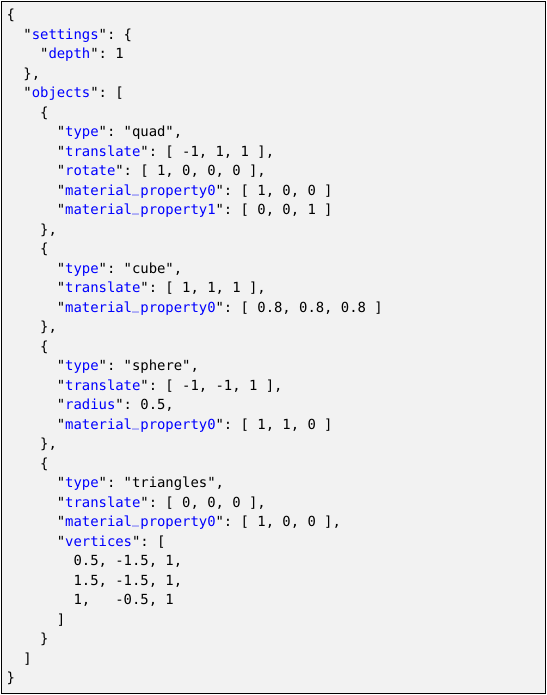 {
  "settings": {
    "depth": 1
  },
  "objects": [
    {
      "type": "quad",
      "translate": [ -1, 1, 1 ],
      "rotate": [ 1, 0, 0, 0 ],
      "material_property0": [ 1, 0, 0 ]
      "material_property1": [ 0, 0, 1 ]
    },
    {
      "type": "cube",
      "translate": [ 1, 1, 1 ],
      "material_property0": [ 0.8, 0.8, 0.8 ]
    },
    {
      "type": "sphere",
      "translate": [ -1, -1, 1 ],
      "radius": 0.5,
      "material_property0": [ 1, 1, 0 ]
    },
    {
      "type": "triangles",
      "translate": [ 0, 0, 0 ],
      "material_property0": [ 1, 0, 0 ],
      "vertices": [
        0.5, -1.5, 1,
        1.5, -1.5, 1,
        1,   -0.5, 1
      ]
    }
  ]
}